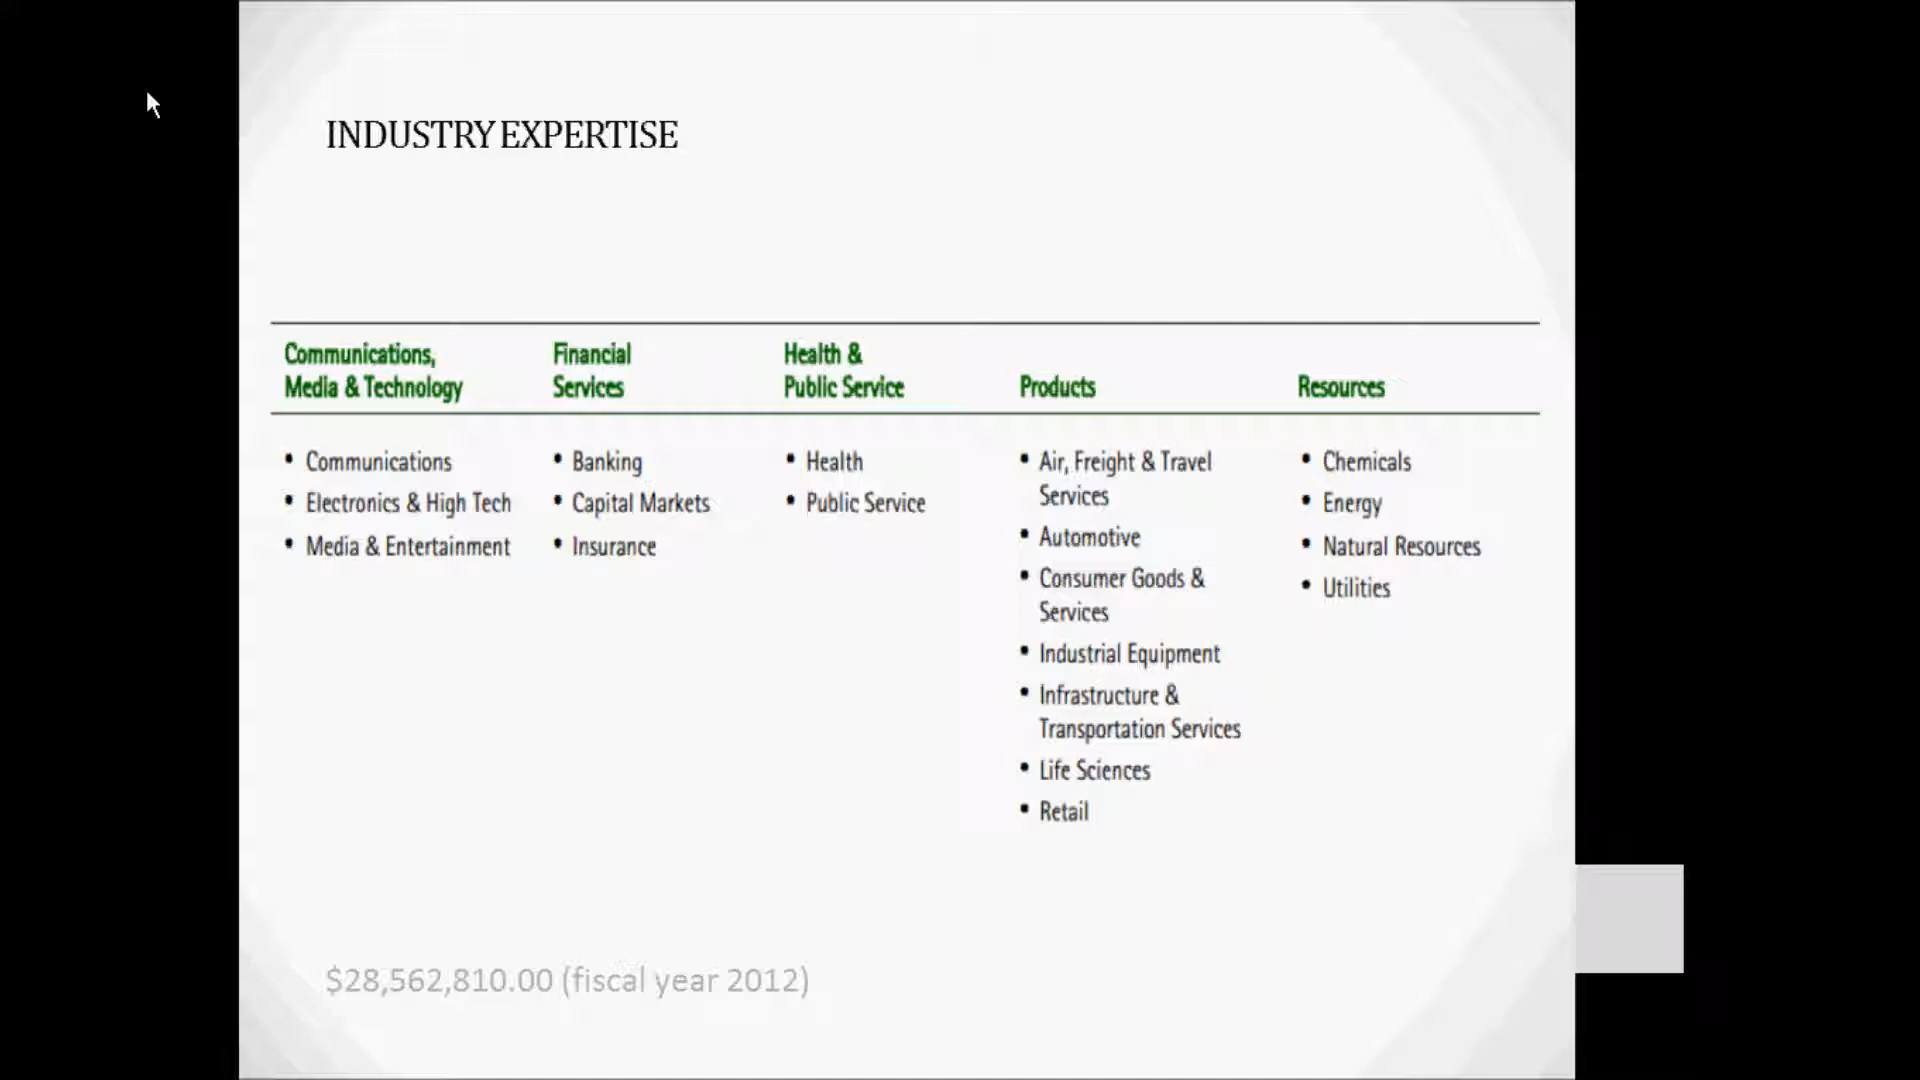 INDUSTRY EXPERTISE
Communications,
Media & Technology
Financial
Services
Health &
Public Service
Products
Resources
• Communications
• Electronics & High Tech
• Media & Entertainment
• Banking
• Capital Markets
• Insurance
• Health
• Public Service
• Air, Freight & Travel
Services
• Automotive
• Consumer Goods &
Services
• Industrial Equipment
• Infrastructure &
Transportation Services
• Life Sciences
• Retail
• Chemicals
• Energy
• Natural Resources
• Utilities
$28,562,810.00 (fiscal year 2012)